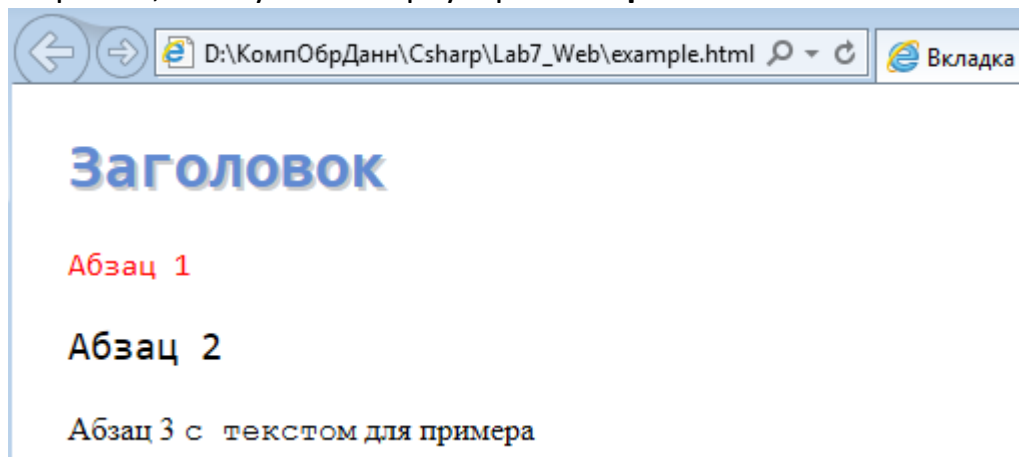 D:\КомпОбрДанн\Csharp\Lab7_Web\example.html
Вкладка
Заголовок
Абзац 1
Абзац 2
Абзац 3 с текстом для примера